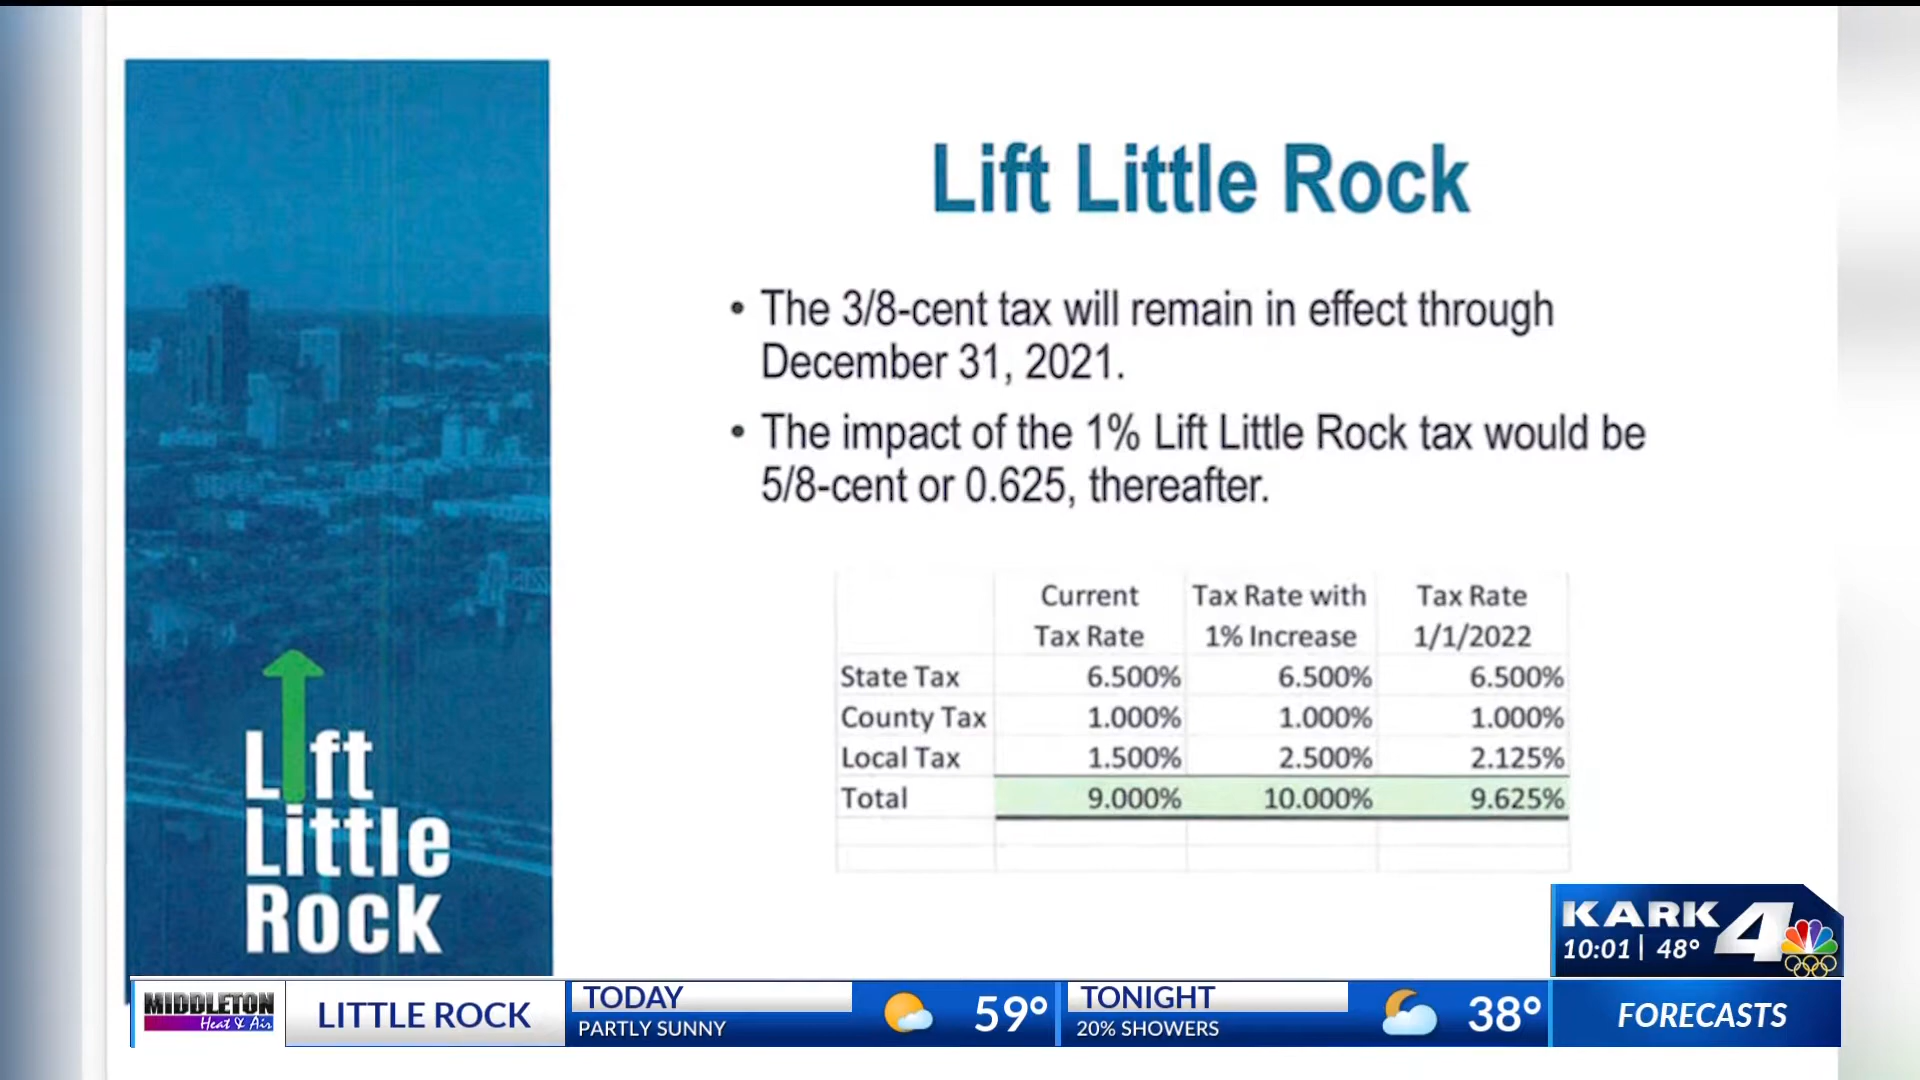 Lift Little Rock
• The 3/8-cent tax will remain in effect through
December 31, 2021.
• The impact of the 1% Lift Little Rock tax would be
5/8-cent or 0.625, thereafter.
Current Tax Rate with Tax Rate
Tax Rate 1% Increase 1/1/2022
State Tax 6.500% 6.500% 6.500%
County Tax 1.000% 1.000% 1.000%
Local Tax 1.500% 2.500% 2.125%
Total 9.000% 10.000% 9.625%
Lift
Little
Rock
KARK 4
10:01 | 48°
MIDDLETON
Heat & Air
LITTLE ROCK
TODAY
PARTLY SUNNY
59°
TONIGHT
20% SHOWERS
38°
FORECASTS